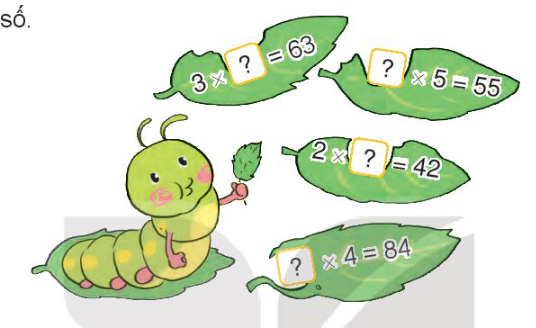 SỐ.
3 × ? = 63
? × 5 = 55
2 × ? = 42
? × 4 = 84